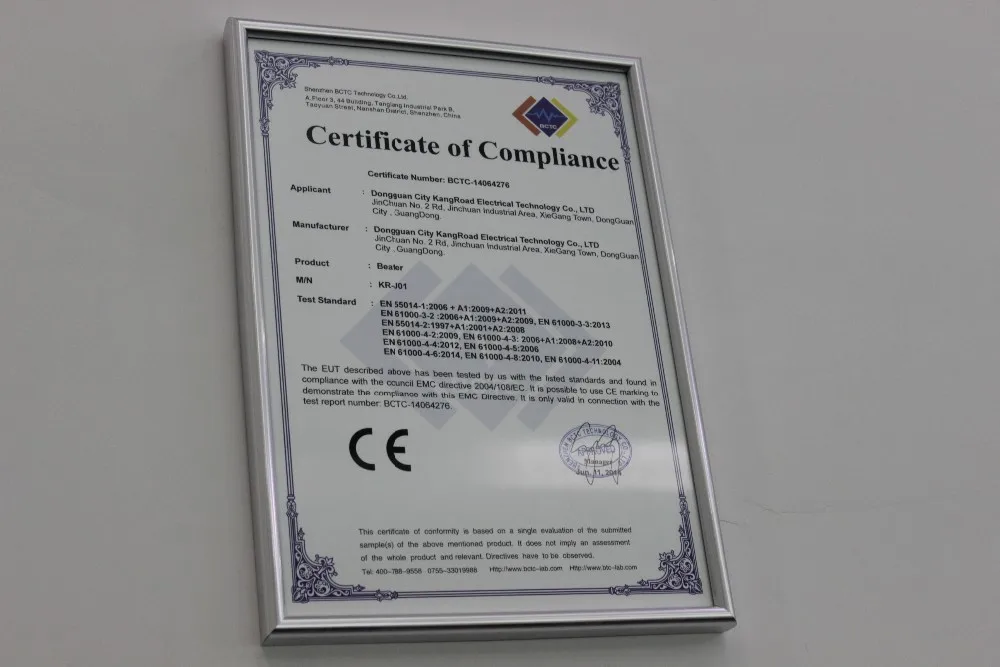 Shenzhen BCTC Technology Co.,Ltd.
A Floor 3, 44 Building, Tanglang Industrial Park B,
Taoyuan Street, Nanshan District, Shenzhen, China
BCTC
Certificate of Compliance
Certificate Number: BCTC-14064276
Applicant : Dongguan City KangRoad Electrical Technology Co., LTD
JinChuan No. 2 Rd, Jinchuan Industrial Area, XieGang Town, DongGuan
City . GuangDong.
Manufacturer : Dongguan City KangRoad Electrical Technology Co., LTD
JinChuan No. 2 Rd, Jinchuan Industrial Area, XieGang Town, DongGuan
City . GuangDong.
Product : Beater
M/N : KR-J01
Test Standard : EN 55014-1:2006 + A1:2009+A2:2011
EN 61000-3-2 :2006+A1:2009+A2:2009, EN 61000-3-3:2013
EN 55014-2:1997+A1:2001+A2:2008
EN 61000-4-2:2009, EN 61000-4-3: 2006+A1:2008+A2:2010
EN 61000-4-4:2012, EN 61000-4-5:2006
EN 61000-4-6:2014, EN 61000-4-8:2010, EN 61000-4-11:2004
The EUT described above has been tested by us with the listed standards and found in
compliance with the council EMC directive 2004/108/EC. It is possible to use CE marking to
demonstrate the compliance with this EMC Directive. It is only valid in connection with the
test report number: BCTC-14064276.
CE
SHENZHEN BCTC TECHNOLOGY CO., LTD
APPROVED
Manager
Jun. 11, 2014
This certificate of conformity is based on a single evaluation of the submitted
sample(s) of the above mentioned product. It does not imply an assessment
of the whole product and relevant Directives have to be observed.
Tel: 400-788-9558 0755-33019988 Http://www.bctc-lab.com Http://www.btc-lab.com